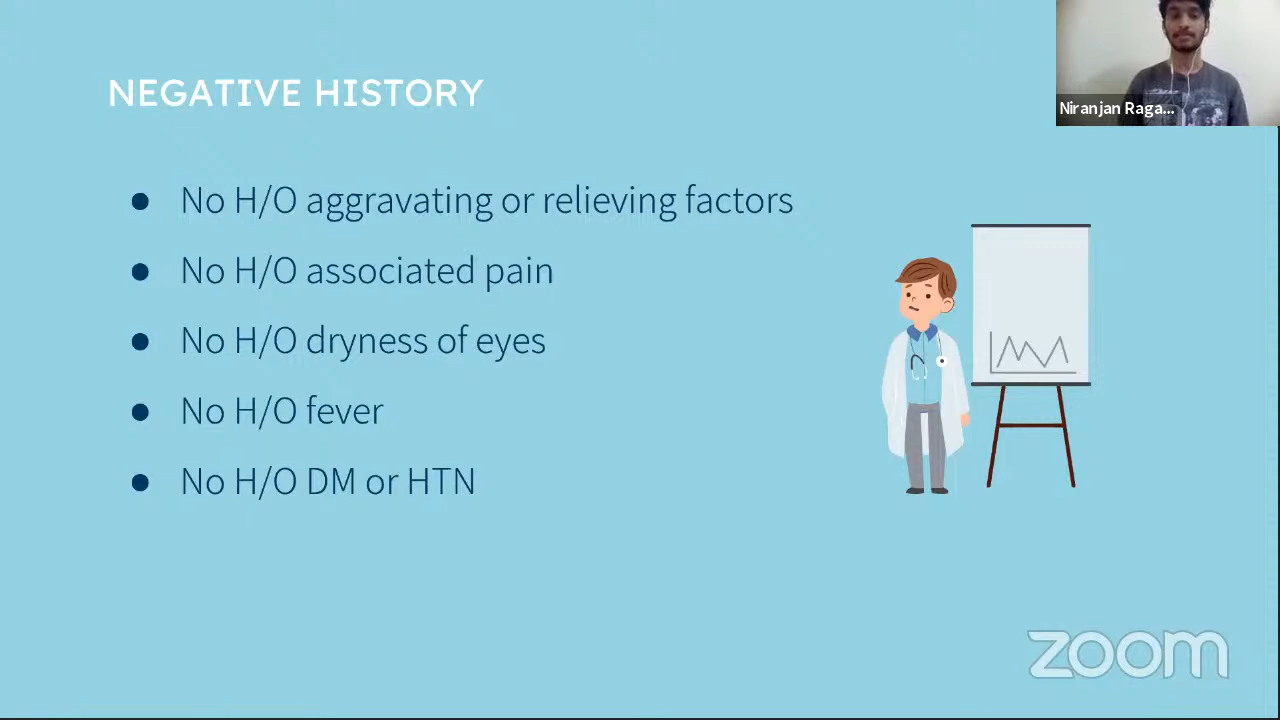 NEGATIVE HISTORY
Niranjan Raga...
● No H/O aggravating or relieving factors
● No H/O associated pain
● No H/O dryness of eyes
● No H/O fever
● No H/O DM or HTN
zoom